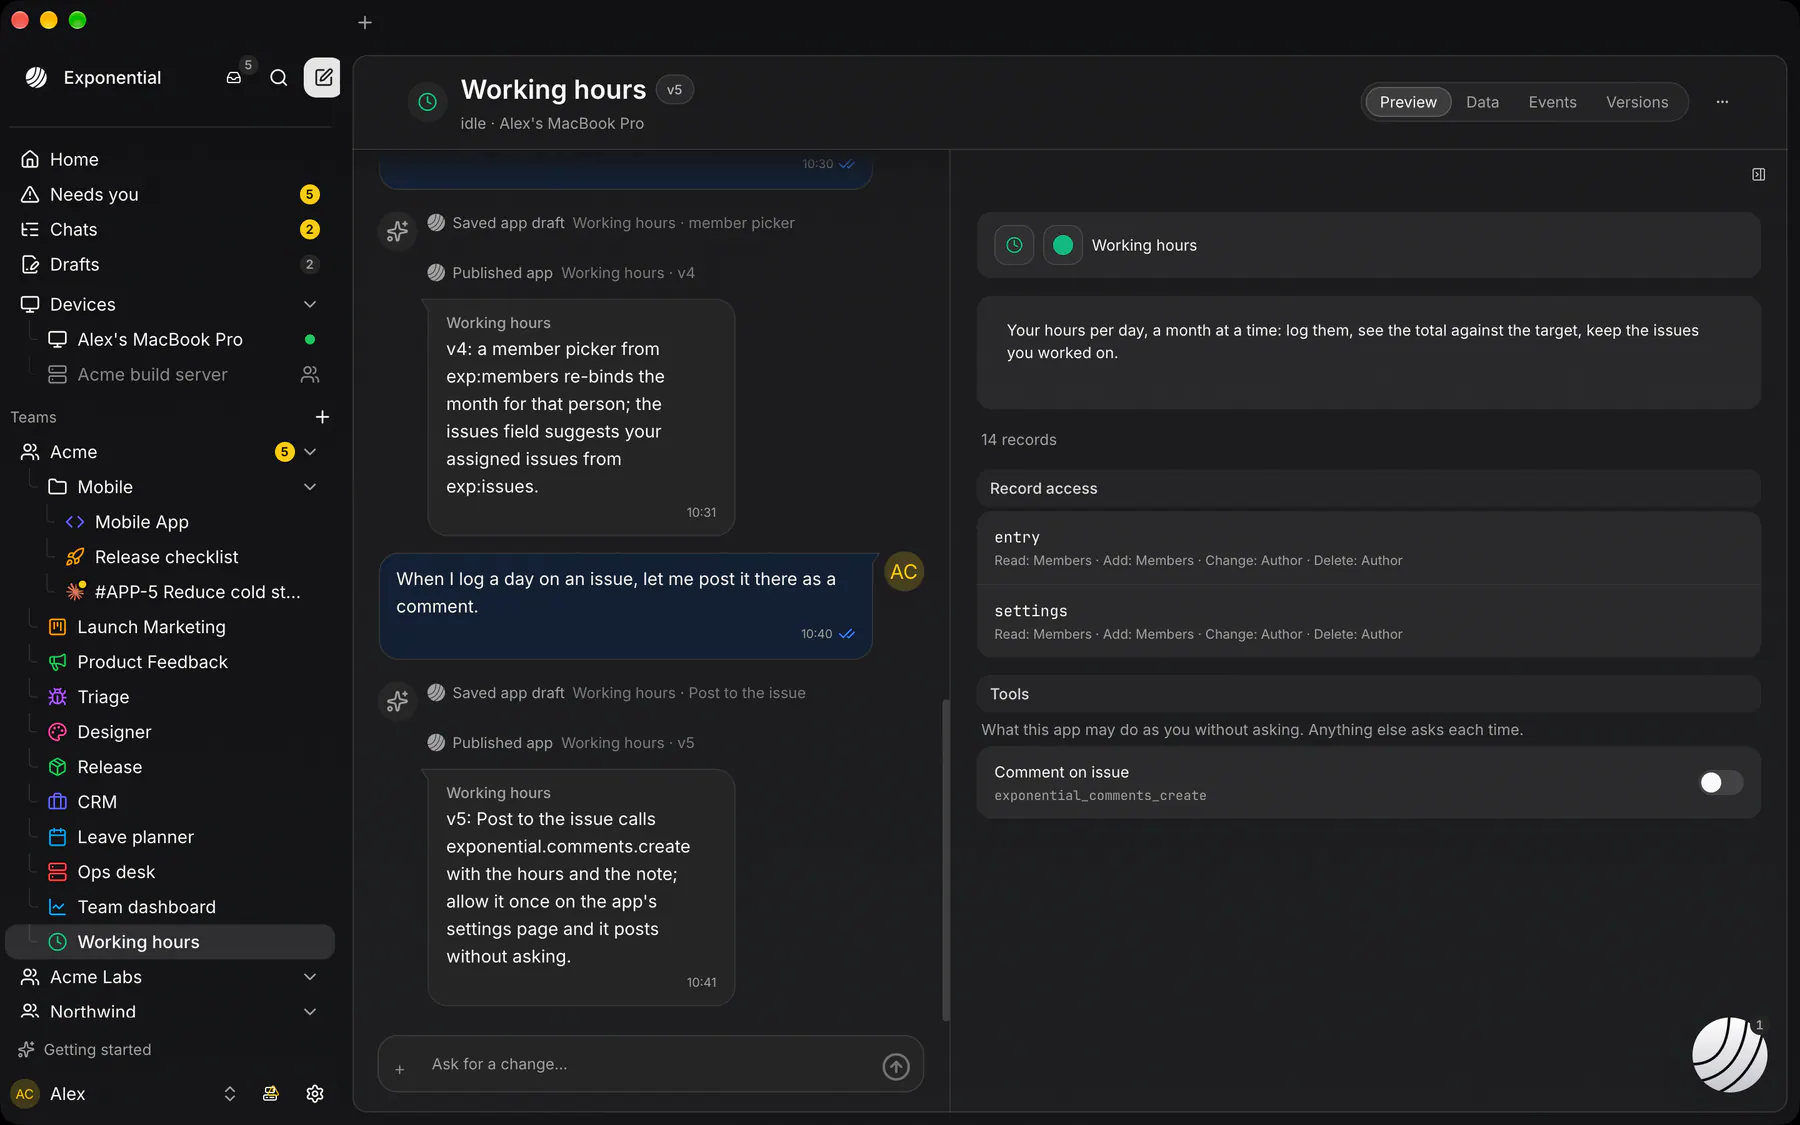 Exponential
5
Home
Needs you
5
Chats
2
Drafts
2
Devices
Alex's MacBook Pro
Acme build server
Teams
Acme
5
Mobile
Mobile App
Release checklist
#APP-5 Reduce cold st...
Launch Marketing
Product Feedback
Triage
Designer
Release
CRM
Leave planner
Ops desk
Team dashboard
Working hours
Acme Labs
Northwind
Getting started
AC
Alex
Working hours
v5
idle · Alex's MacBook Pro
Preview
Data
Events
Versions
10:30
Saved app draft Working hours · member picker
Published app Working hours · v4
Working hours
v4: a member picker from
exp:members re-binds the
month for that person; the
issues field suggests your
assigned issues from
exp:issues.
10:31
When I log a day on an issue, let me post it there as a
comment.
10:40
AC
Saved app draft Working hours · Post to the issue
Published app Working hours · v5
Working hours
v5: Post to the issue calls
exponential.comments.create
with the hours and the note;
allow it once on the app's
settings page and it posts
without asking.
10:41
Ask for a change...
Working hours
Your hours per day, a month at a time: log them, see the total against the target, keep the issues
you worked on.
14 records
Record access
entry
Read: Members · Add: Members · Change: Author · Delete: Author
settings
Read: Members · Add: Members · Change: Author · Delete: Author
Tools
What this app may do as you without asking. Anything else asks each time.
Comment on issue
exponential_comments_create
1